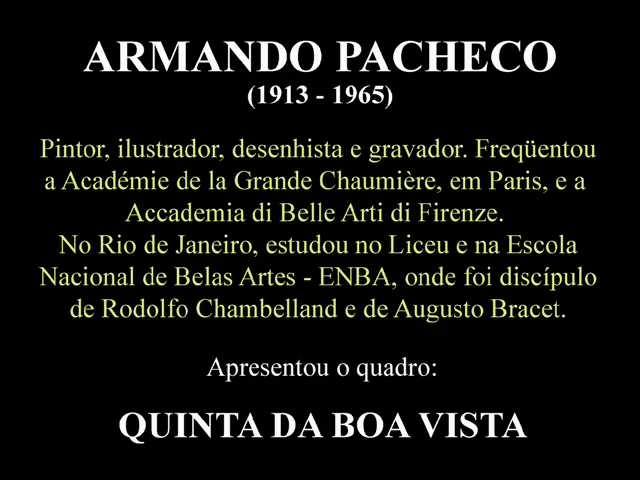 ARMANDO PACHECO
(1913 - 1965)
Pintor, ilustrador, desenhista e gravador. Freqüentou
a Académie de la Grande Chaumière, em Paris, e a
Accademia di Belle Arti di Firenze.
No Rio de Janeiro, estudou no Liceu e na Escola
Nacional de Belas Artes - ENBA, onde foi discípulo
de Rodolfo Chambelland e de Augusto Bracet.
Apresentou o quadro:
QUINTA DA BOA VISTA